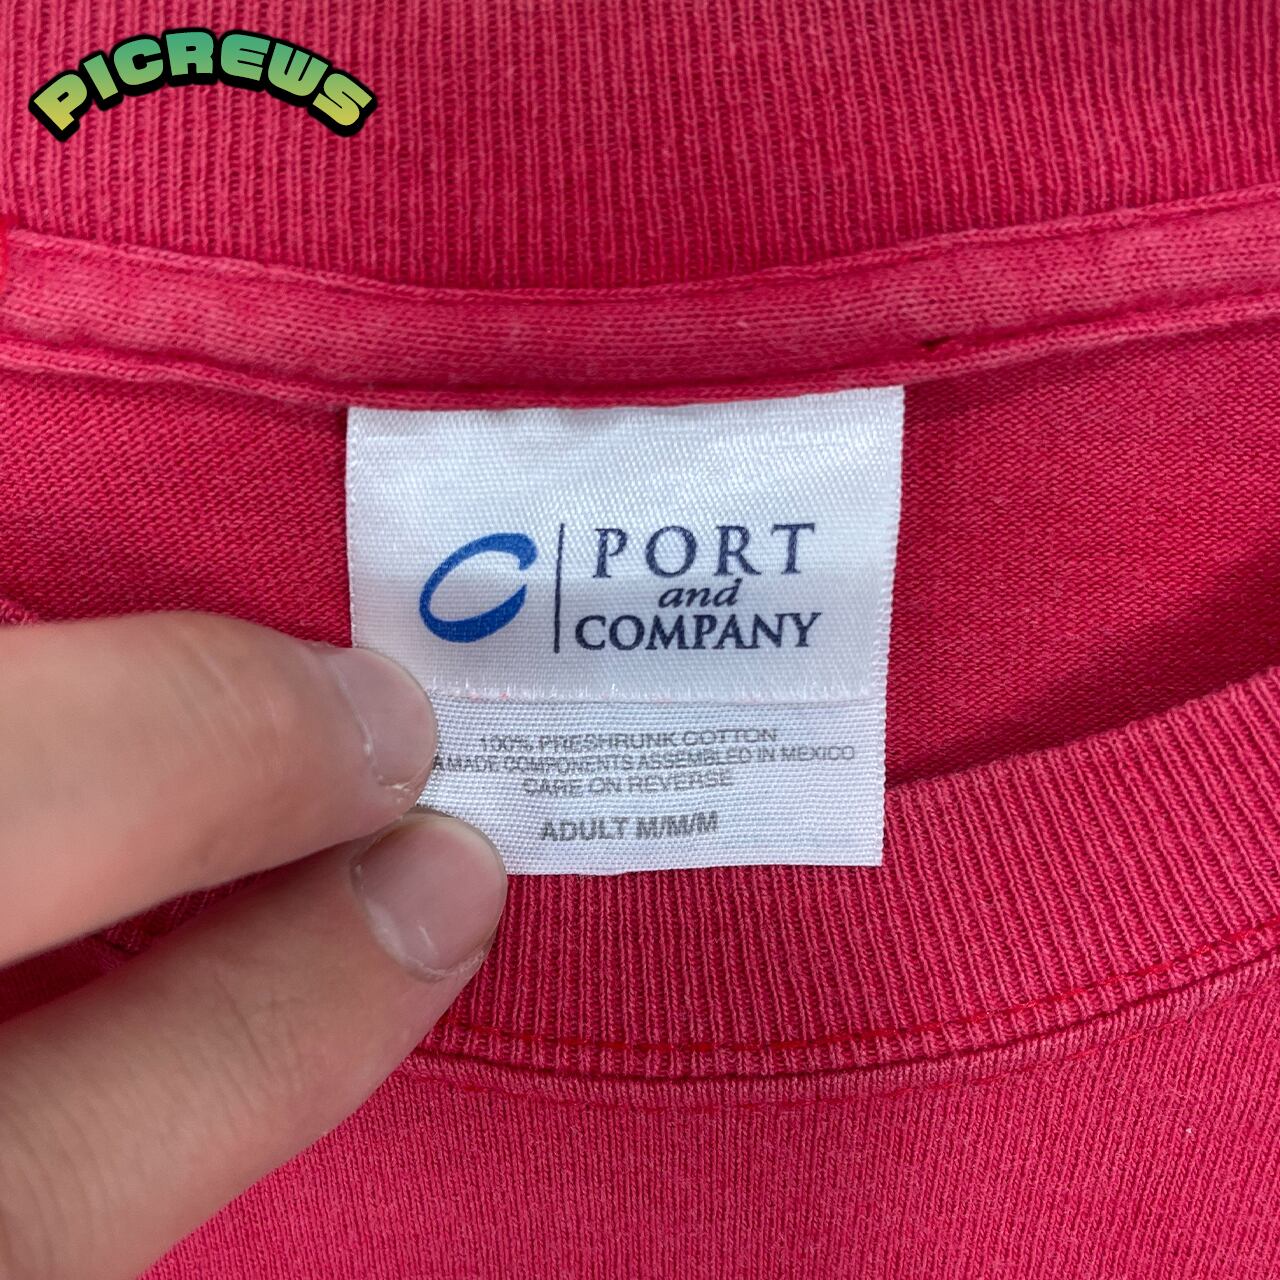 PICREWS
PORT
and
COMPANY
100% PRESHRUNK COTTON
MADE COMPONENTS ASSEMBLED IN MEXICO
CARE ON REVERSE
ADULT M/M/M